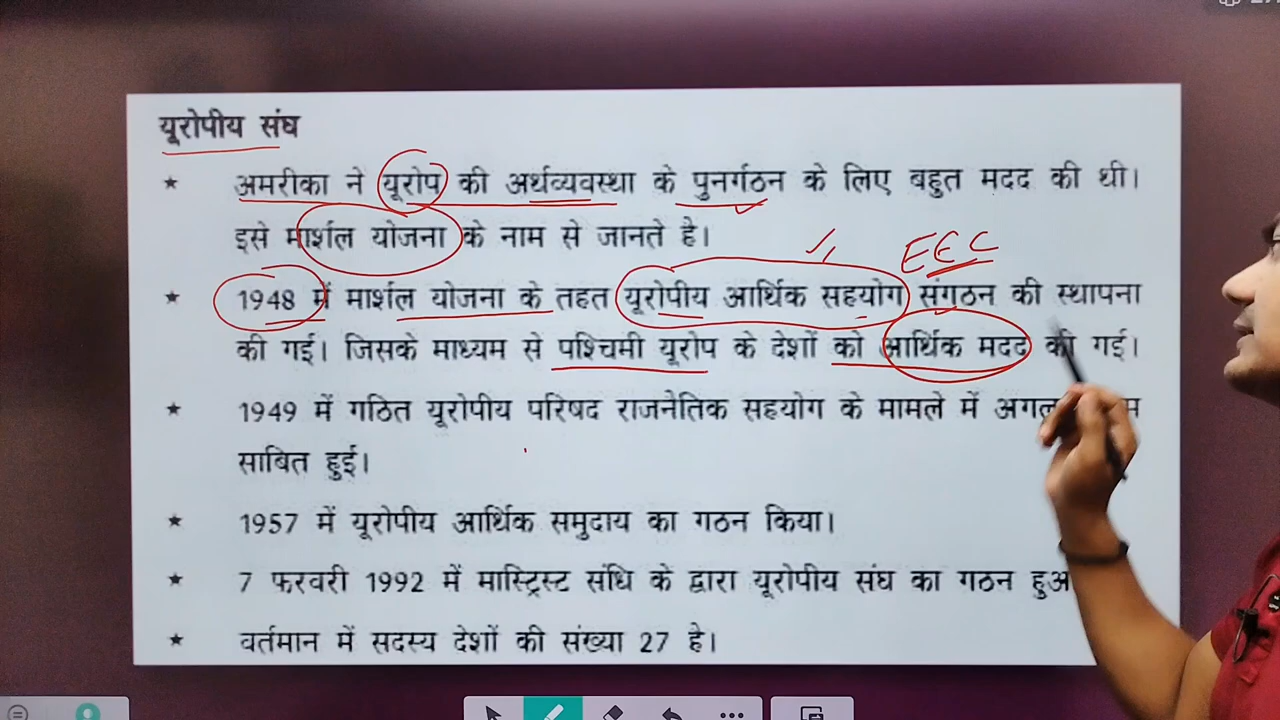 यूरोपीय संघ
★ अमरीका ने यूरोप की अर्थव्यवस्था के पुनर्गठन के लिए बहुत मदद की थी।
इसे मार्शल योजना के नाम से जानते है।
EEC
★ 1948 में मार्शल योजना के तहत यूरोपीय आर्थिक सहयोग संगठन की स्थापना
की गई। जिसके माध्यम से पश्चिमी यूरोप के देशों को आर्थिक मदद की गई।
★ 1949 में गठित यूरोपीय परिषद राजनैतिक सहयोग के मामले में
साबित हुई।
★ 1957 में यूरोपीय आर्थिक समुदाय का गठन किया।
★ 7 फरवरी 1992 में मास्ट्रिस्ट संधि के द्वारा यूरोपीय संघ का गठन
★ वर्तमान में सदस्य देशों की संख्या 27 है।